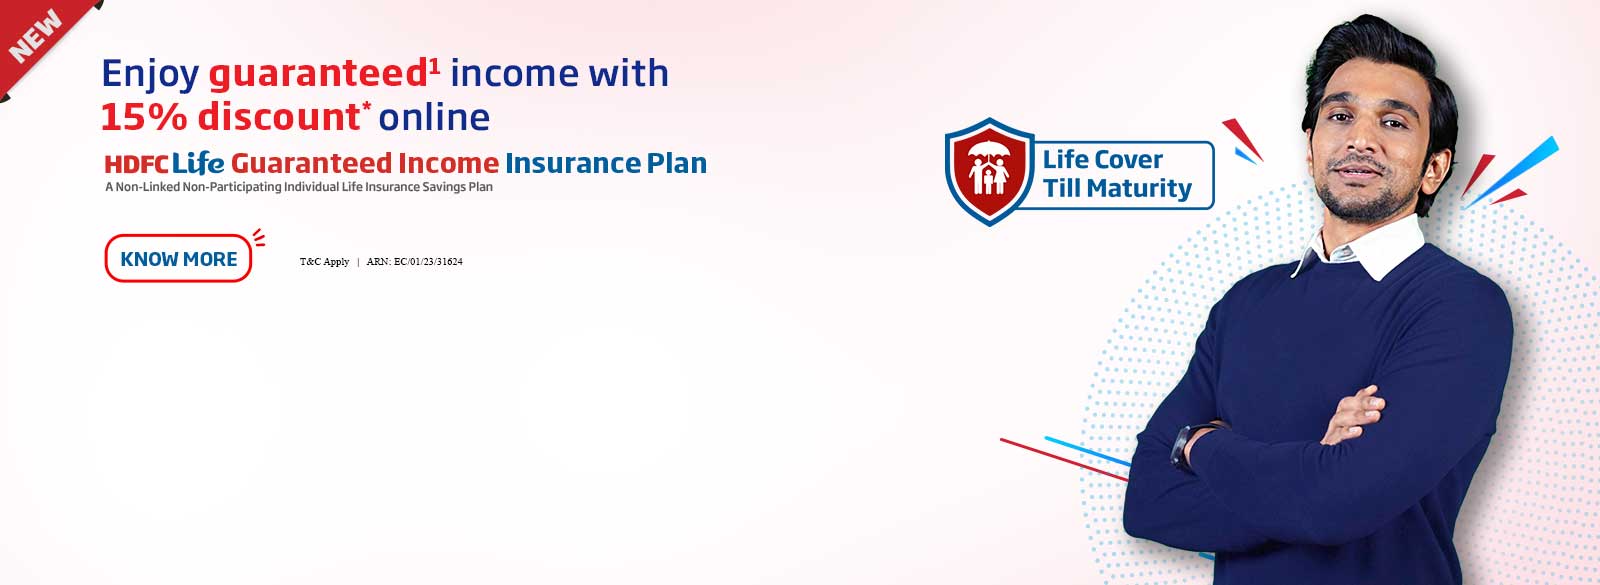 NEW
Enjoy guaranteed¹ income with
15% discount* online
HDFC Life Guaranteed Income Insurance Plan
A Non-Linked Non-Participating Individual Life Insurance Savings Plan
KNOW MORE
T&C Apply | ARN: EC/01/23/31624
Life Cover
Till Maturity